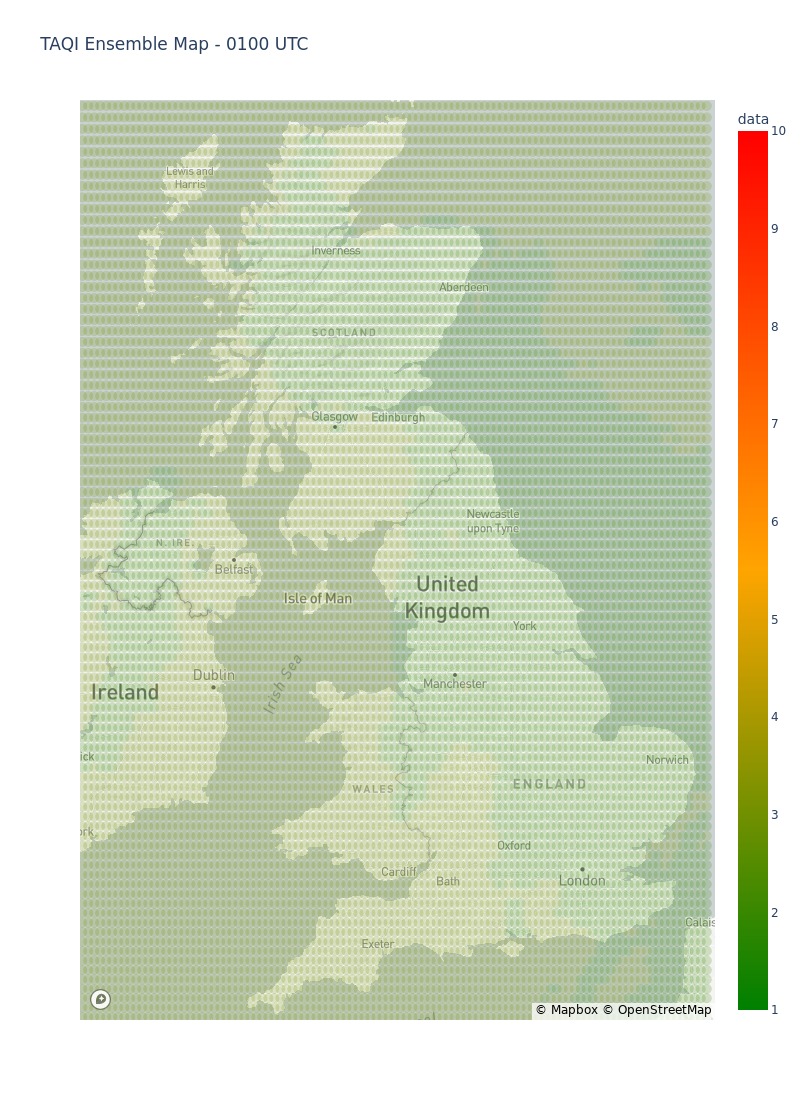 TAQI Ensemble Map - 0100 UTC
data
10
9
8
7
6
5
4
3
2
1
Lewis and
Harris
Inverness
Aberdeen
SCOTLAND
Glasgow
Edinburgh
Newcastle
upon Tyne
N. IRE.
Belfast
Isle of Man
United
Kingdom
York
Dublin
Manchester
Ireland
Irish Sea
ick
Norwich
WALES
ENGLAND
ork
Oxford
Cardiff
Bath
London
Calais
Exeter
© Mapbox © OpenStreetMap